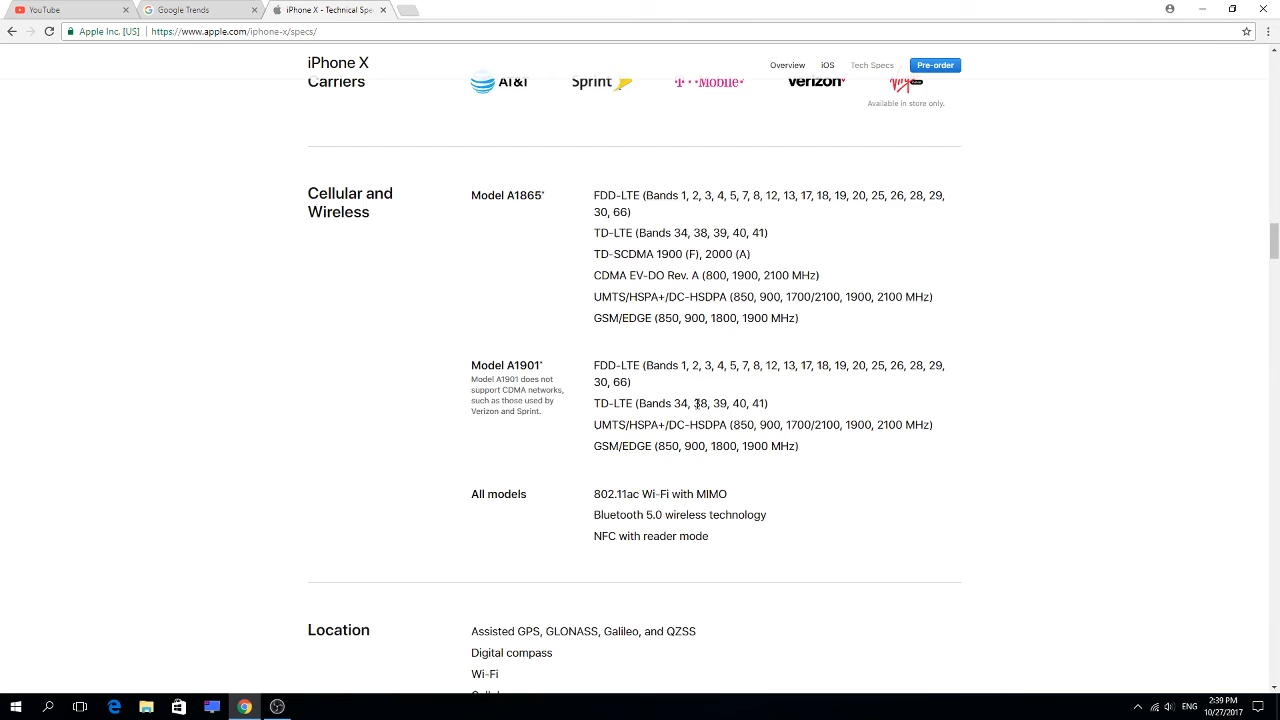 YouTube
Google Trends
iPhone X - Technical Spe
Apple Inc. [US] https://www.apple.com/iphone-x/specs/
iPhone X
Overview iOS Tech Specs Pre-order
Carriers
AT&T Sprint T·Mobile verizon
Available in store only.
Cellular and
Wireless
Model A1865*
FDD-LTE (Bands 1, 2, 3, 4, 5, 7, 8, 12, 13, 17, 18, 19, 20, 25, 26, 28, 29,
30, 66)
TD-LTE (Bands 34, 38, 39, 40, 41)
TD-SCDMA 1900 (F), 2000 (A)
CDMA EV-DO Rev. A (800, 1900, 2100 MHz)
UMTS/HSPA+/DC-HSDPA (850, 900, 1700/2100, 1900, 2100 MHz)
GSM/EDGE (850, 900, 1800, 1900 MHz)
Model A1901*
Model A1901 does not
support CDMA networks,
such as those used by
Verizon and Sprint.
FDD-LTE (Bands 1, 2, 3, 4, 5, 7, 8, 12, 13, 17, 18, 19, 20, 25, 26, 28, 29,
30, 66)
TD-LTE (Bands 34, 38, 39, 40, 41)
UMTS/HSPA+/DC-HSDPA (850, 900, 1700/2100, 1900, 2100 MHz)
GSM/EDGE (850, 900, 1800, 1900 MHz)
All models
802.11ac Wi-Fi with MIMO
Bluetooth 5.0 wireless technology
NFC with reader mode
Location
Assisted GPS, GLONASS, Galileo, and QZSS
Digital compass
Wi-Fi
ENG
2:39 PM
10/27/2017